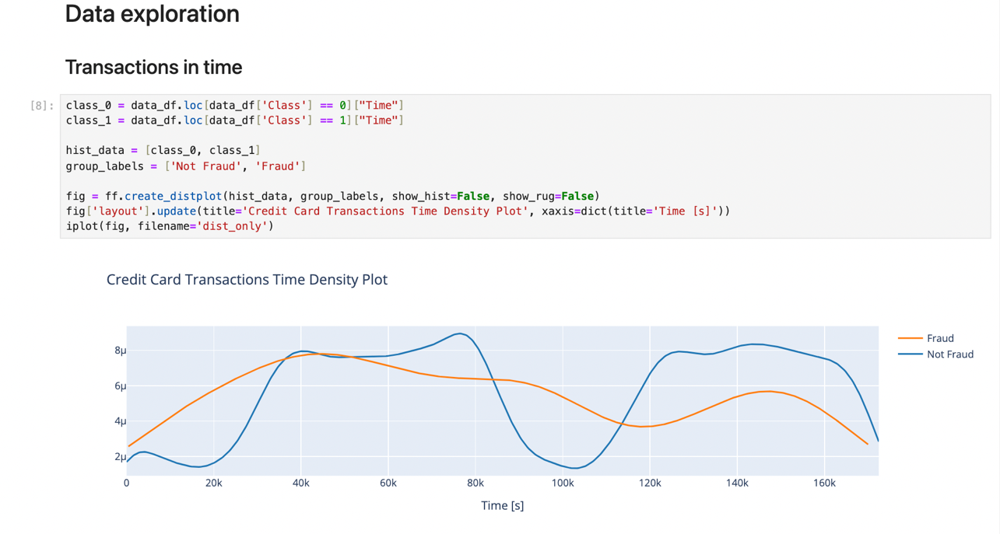 Data exploration
Transactions in time
[8]:
class_0 = data_df.loc[data_df['Class'] == 0]["Time"]
class_1 = data_df.loc[data_df['Class'] == 1]["Time"]
hist_data = [class_0, class_1]
group_labels = ['Not Fraud', 'Fraud']
fig = ff.create_distplot(hist_data, group_labels, show_hist=False, show_rug=False)
fig['layout'].update(title='Credit Card Transactions Time Density Plot', xaxis=dict(title='Time [s]'))
iplot(fig, filename='dist_only')
Credit Card Transactions Time Density Plot
Fraud
Not Fraud
8μ
6μ
4μ
2μ
0 20k 40k 60k 80k 100k 120k 140k 160k
Time [s]